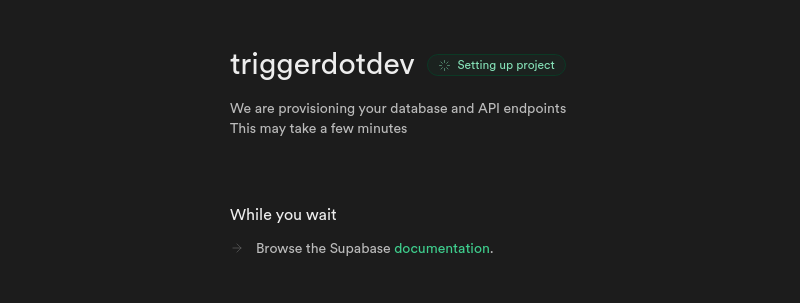 triggerdotdev Setting up project
We are provisioning your database and API endpoints
This may take a few minutes
While you wait
Browse the Supabase documentation.